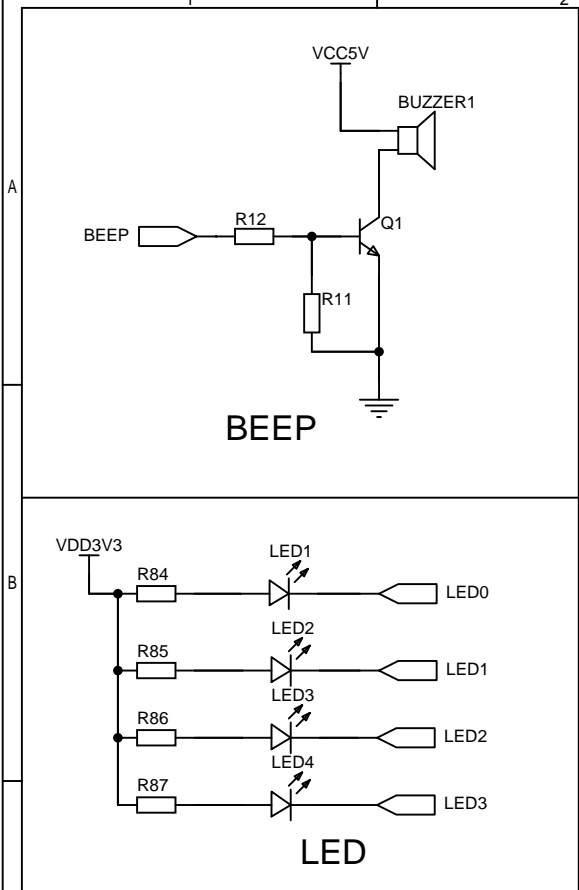 1
2
A
VCC5V
BUZZER1
R12
Q1
BEEP
R11
BEEP
B
VDD3V3
LED1
R84
LED0
LED2
R85
LED1
LED3
R86
LED2
LED4
R87
LED3
LED